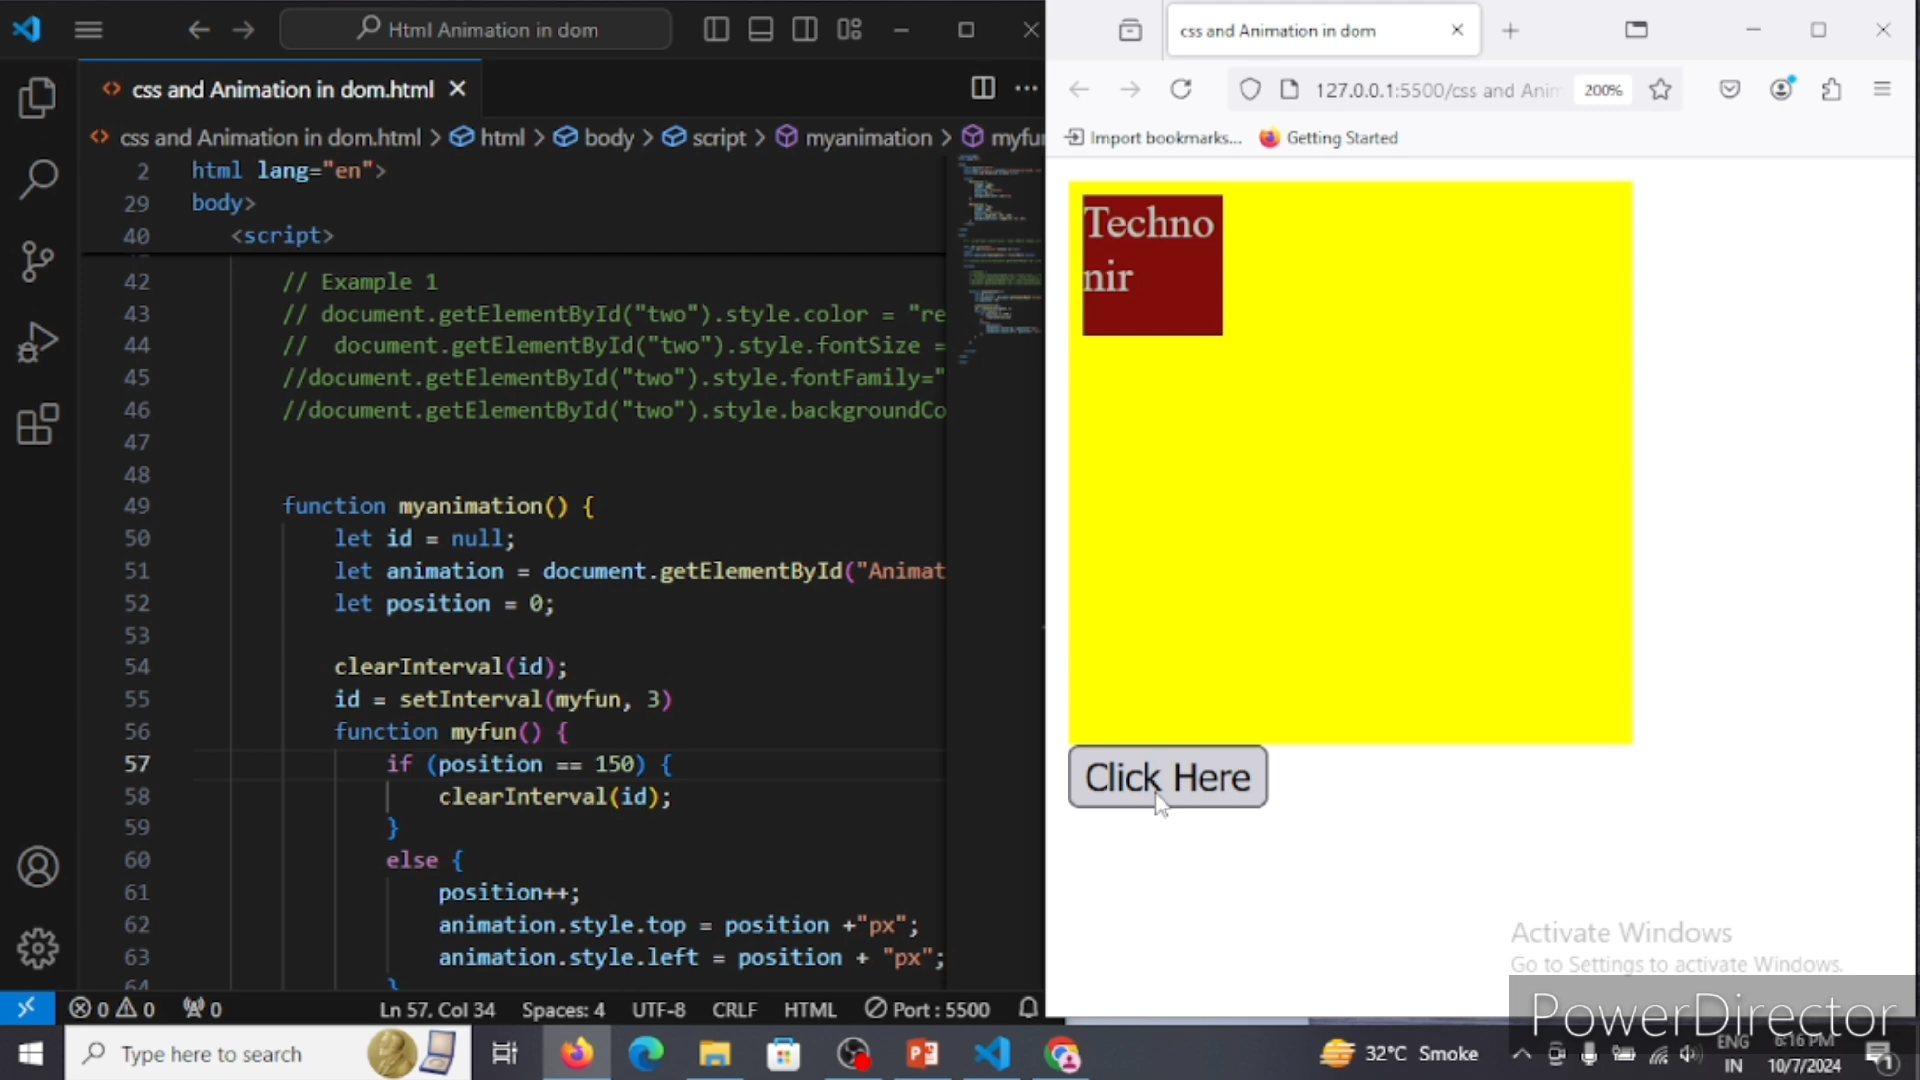 Html Animation in dom
css and Animation in dom.html
css and Animation in dom.html > html > body > script > myanimation > myfu
2 html lang="en">
29 body>
40 <script>
42 // Example 1
43 // document.getElementById("two").style.color = "re
44 //  document.getElementById("two").style.fontSize =
45 //document.getElementById("two").style.fontFamily="
46 //document.getElementById("two").style.backgroundCo
47
48
49 function myanimation() {
50 let id = null;
51 let animation = document.getElementById("Animat
52 let position = 0;
53
54 clearInterval(id);
55 id = setInterval(myfun, 3)
56 function myfun() {
57 if (position == 150) {
58 clearInterval(id);
59 }
60 else {
61 position++;
62 animation.style.top = position +"px";
63 animation.style.left = position + "px";
64 }
0 0 0 Ln 57, Col 34 Spaces: 4 UTF-8 CRLF HTML Port : 5500
css and Animation in dom
127.0.0.1:5500/css and Anim 200%
Import bookmarks... Getting Started
Techno
nir
Click Here
Activate Windows
Go to Settings to activate Windows.
PowerDirector
Type here to search
32°C Smoke
ENG
IN
6:16 PM
10/7/2024
1